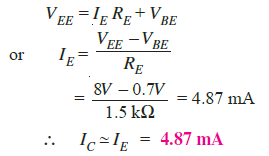 V_EE = I_E R_E + V_BE
or I_E = (V_EE – V_BE) / R_E
= (8V – 0.7V) / 1.5 kΩ = 4.87 mA
∴ I_C ≃ I_E = 4.87 mA